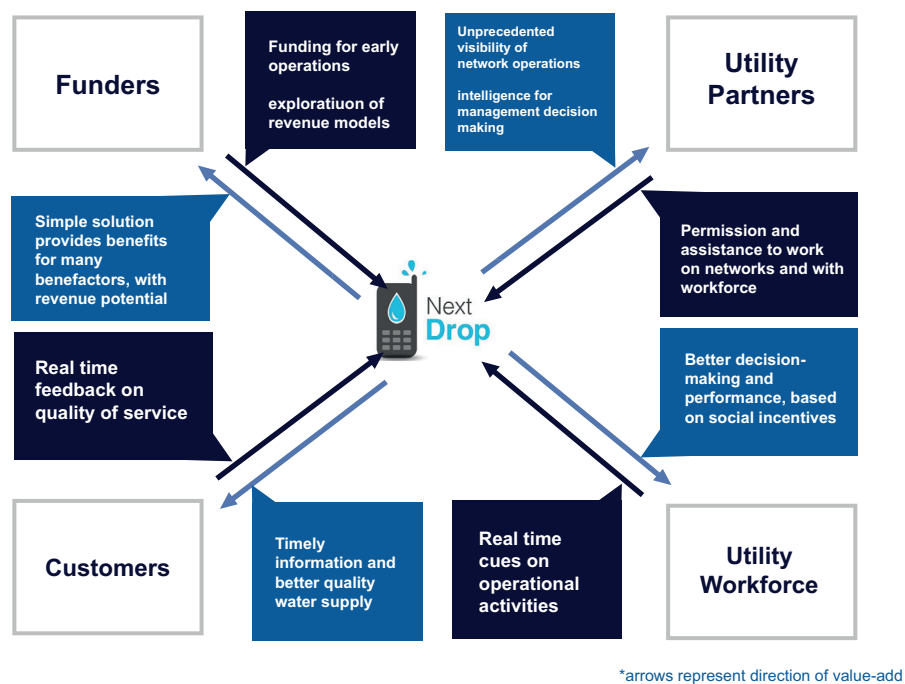 Funders
Funding for early
operations
exploratiuon of
revenue models
Unprecedented
visibility of
network operations
intelligence for
management decision
making
Utility
Partners
Simple solution
provides benefits
for many
benefactors, with
revenue potential
Permission and
assistance to work
on networks and with
workforce
Next
Drop
Real time
feedback on
quality of service
Better decision-
making and
performance, based
on social incentives
Customers
Timely
information and
better quality
water supply
Real time
cues on
operational
activities
Utility
Workforce
*arrows represent direction of value-add